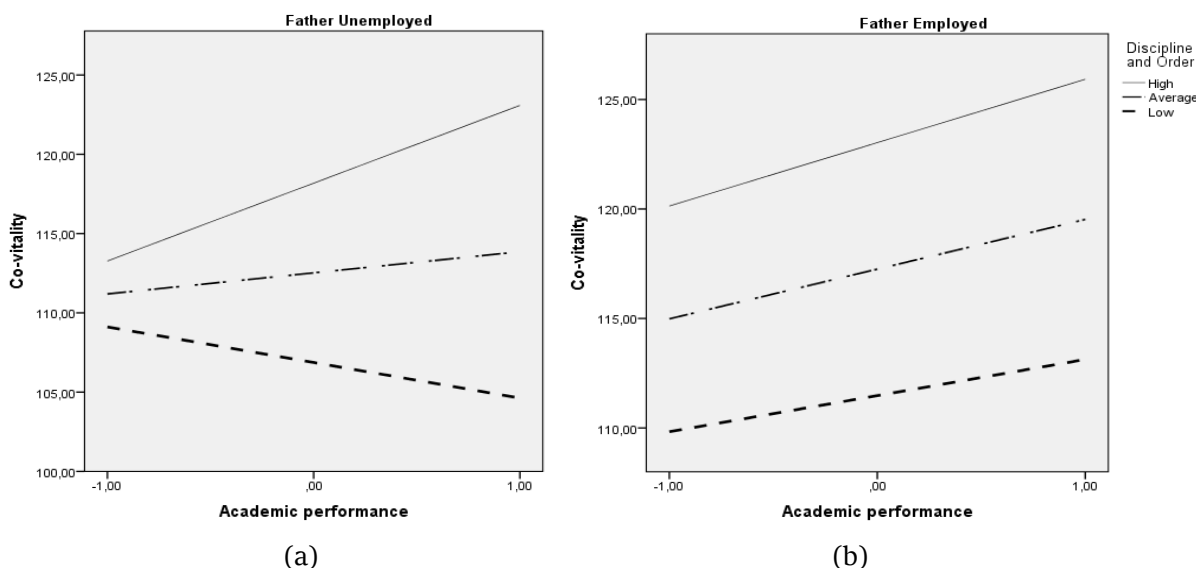 Father Unemployed
125,00
120,00
115,00
110,00
105,00
100,00
Co-vitality
-1,00
,00
1,00
Academic performance
(a)
Father Employed
125,00
120,00
115,00
110,00
Co-vitality
-1,00
,00
1,00
Academic performance
(b)
Discipline
and Order
High
Average
Low